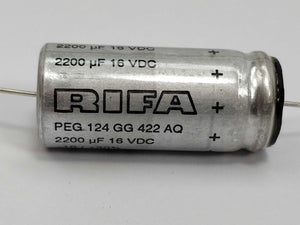 2200 µF 16 VDC +
2200 µF 16 VDC +
RIFA +
PEG 124 GG 422 AQ +
2200 µF 16 VDC +